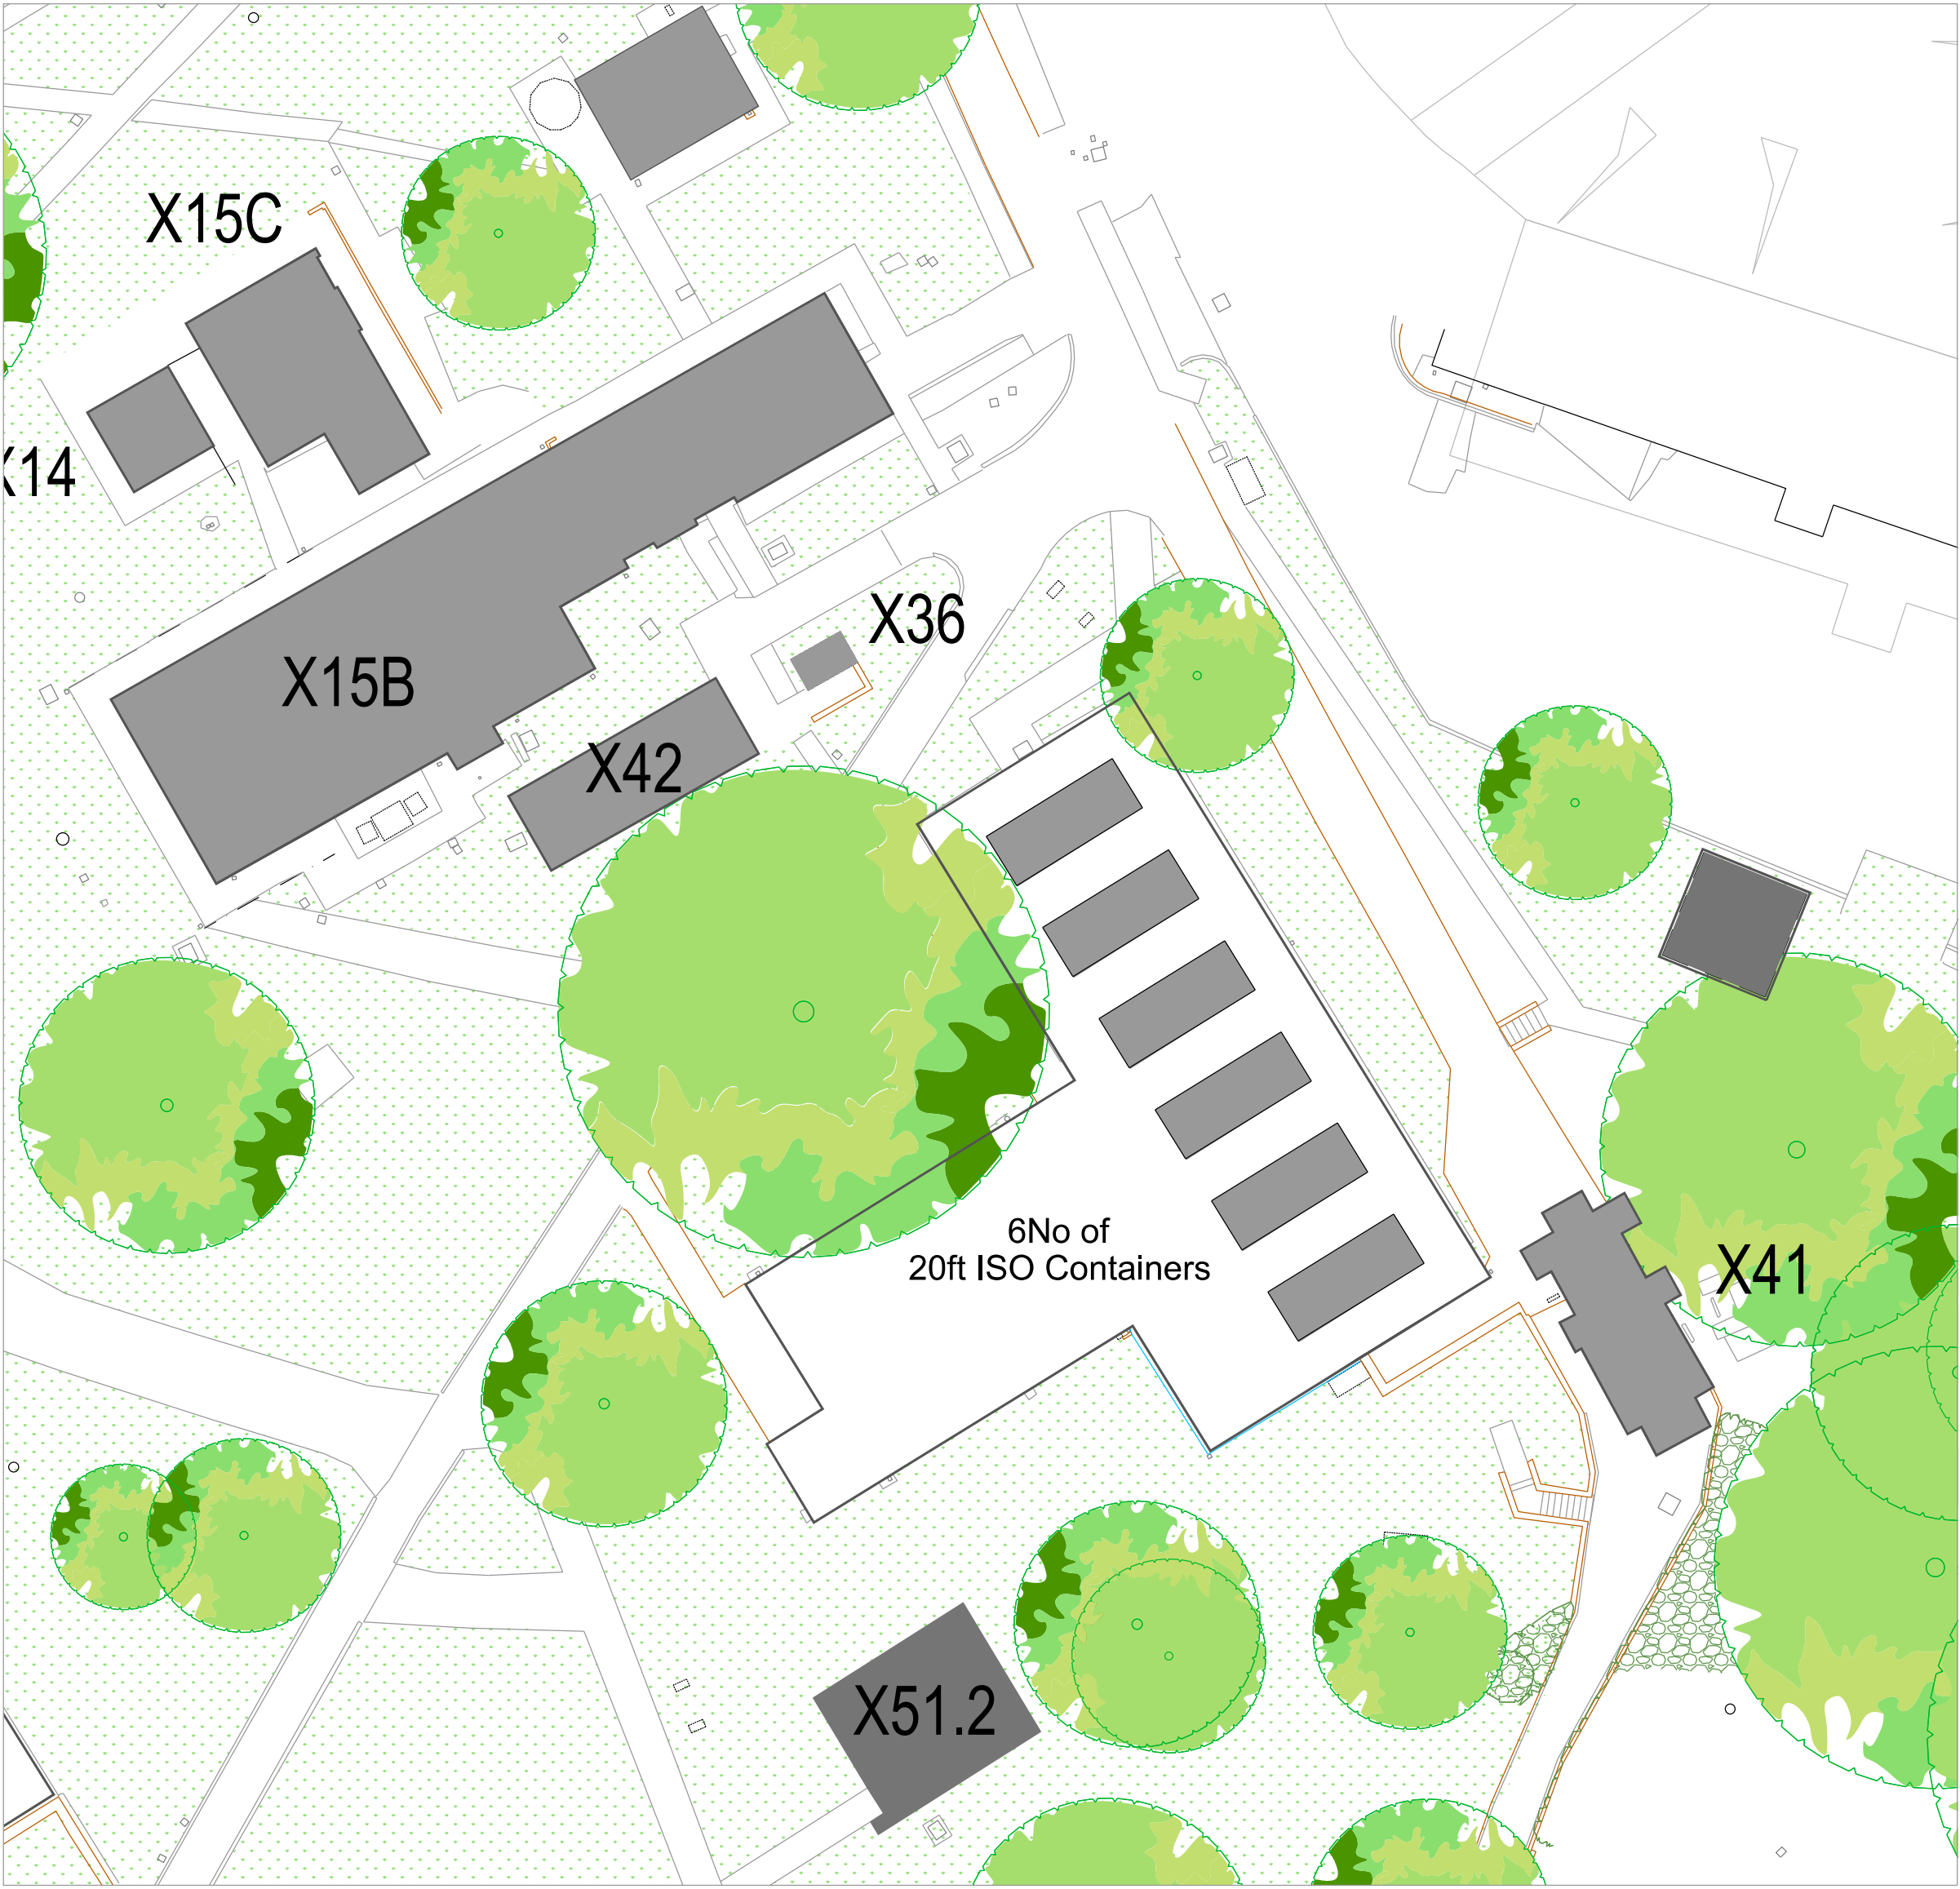 X15C
X14
X36
X15B
X42
6No of
20ft ISO Containers
X41
X51.2